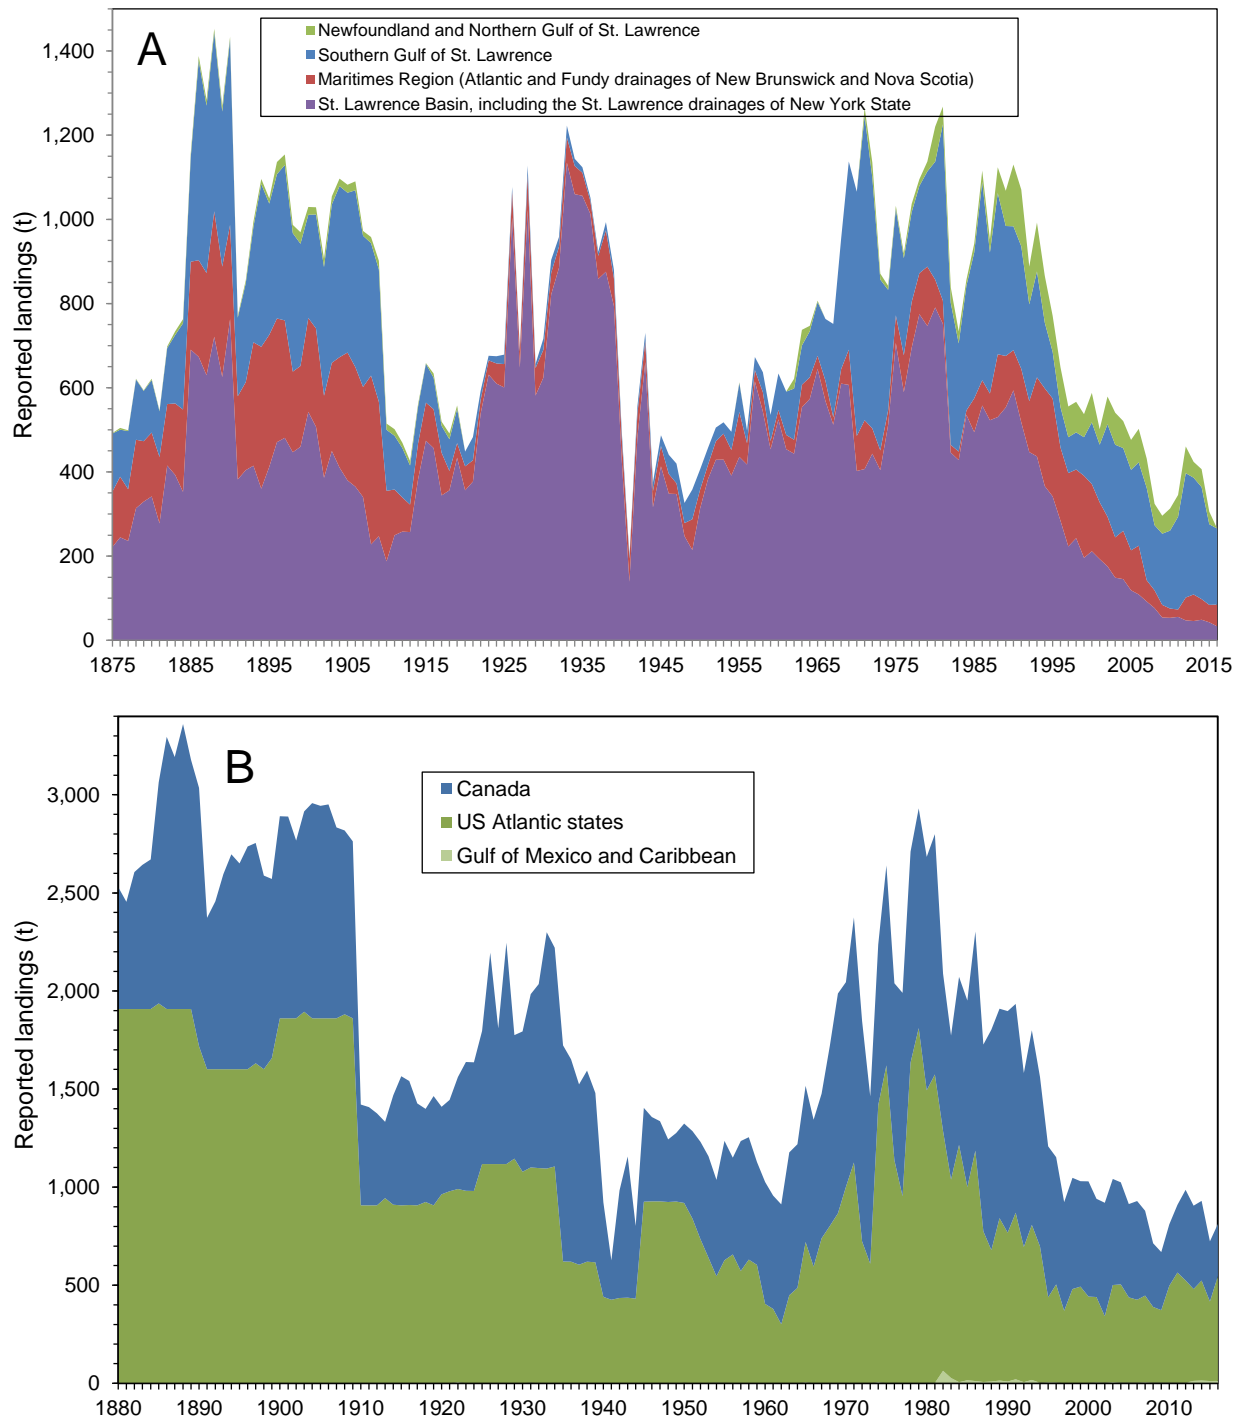 A
Newfoundland and Northern Gulf of St. Lawrence
Southern Gulf of St. Lawrence
Maritimes Region (Atlantic and Fundy drainages of New Brunswick and Nova Scotia)
St. Lawrence Basin, including the St. Lawrence drainages of New York State
Reported landings (t)
1,400
1,200
1,000
800
600
400
200
0
1875 1885 1895 1905 1915 1925 1935 1945 1955 1965 1975 1985 1995 2005 2015
B
Canada
US Atlantic states
Gulf of Mexico and Caribbean
Reported landings (t)
3,000
2,500
2,000
1,500
1,000
500
0
1880 1890 1900 1910 1920 1930 1940 1950 1960 1970 1980 1990 2000 2010